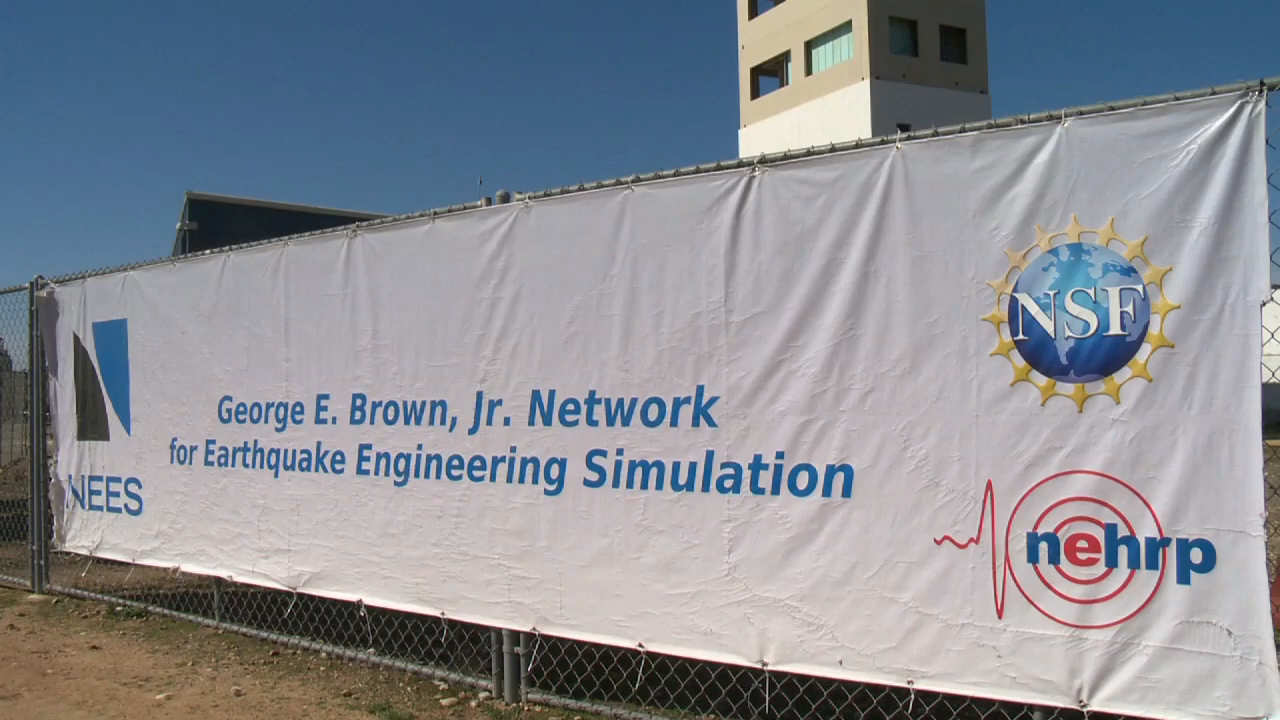 NSF
George E. Brown, Jr. Network
for Earthquake Engineering Simulation
NEES
nehrp